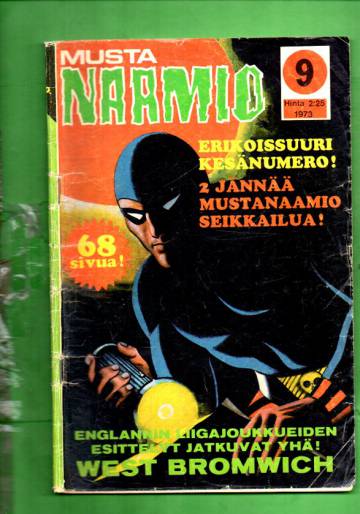 MUSTA
NAAMIO
9
Hinta 2:25
1973
ERIKOISSUURI
KESÄNUMERO!
2 JÄNNÄÄ
MUSTANAAMIO
SEIKKAILUA!
68
sivua!
ENGLANNIN LIIGAJOUKKUEIDEN
ESITTELYT JATKUVAT YHÄ!
WEST BROMWICH